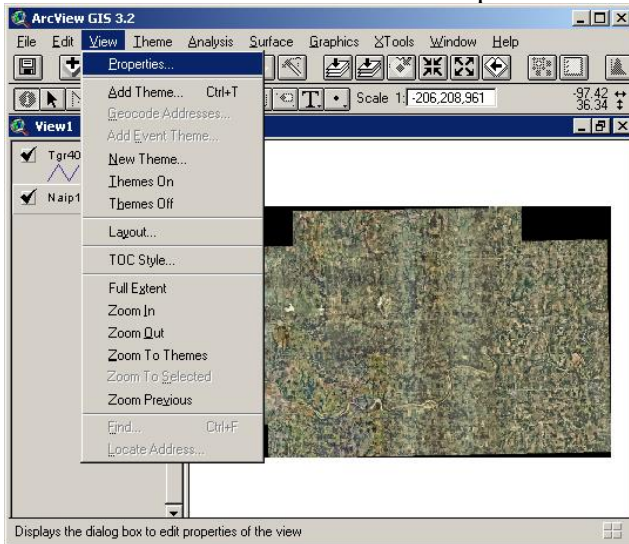 ArcView GIS 3.2
File Edit View Theme Analysis Surface Graphics XTools Window Help
Properties...
T Scale 1: -206,208,961 -97.42
36.34
View1
Add Theme... Ctrl+T
Geocode Addresses...
Add Event Theme...
Tgr40
New Theme...
Themes On
Naip1
Themes Off
Layout...
TOC Style...
Full Extent
Zoom In
Zoom Out
Zoom To Themes
Zoom To Selected
Zoom Previous
Find... Ctrl+F
Locate Address...
Displays the dialog box to edit properties of the view